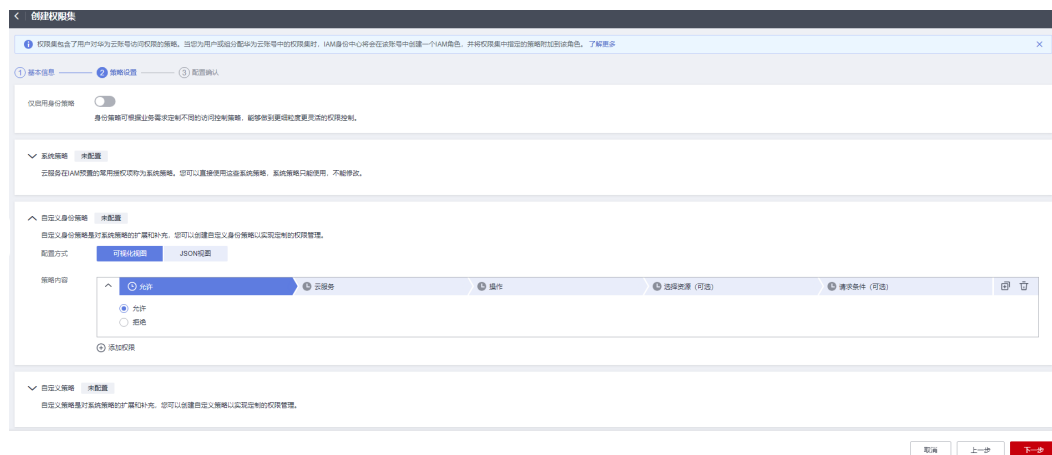 创建权限集
权限集包含了用户对华为云账号访问权限的策略。当您为用户或组分配华为云账号中的权限集时，IAM身份中心将会在该账号中创建一个IAM角色，并将权限集中指定的策略附加到该角色。 了解更多
1 基本信息 2 策略设置 3 配置确认
仅启用身份策略
身份策略可根据业务需求定制不同的访问控制策略，能够做到更细粒度更灵活的权限控制。
系统策略 未配置
云服务在IAM预置的常用授权项称为系统策略。您可以直接使用这些系统策略，系统策略只能使用，不能修改。
自定义身份策略 未配置
自定义身份策略是对系统策略的扩展和补充，您可以创建自定义身份策略以实现定制的权限管理。
配置方式 可视化视图 JSON视图
策略内容 允许 云服务 操作 选择资源（可选） 请求条件（可选）
允许
拒绝
添加权限
自定义策略 未配置
自定义策略是对系统策略的扩展和补充，您可以创建自定义策略以实现定制的权限管理。
取消 上一步 下一步